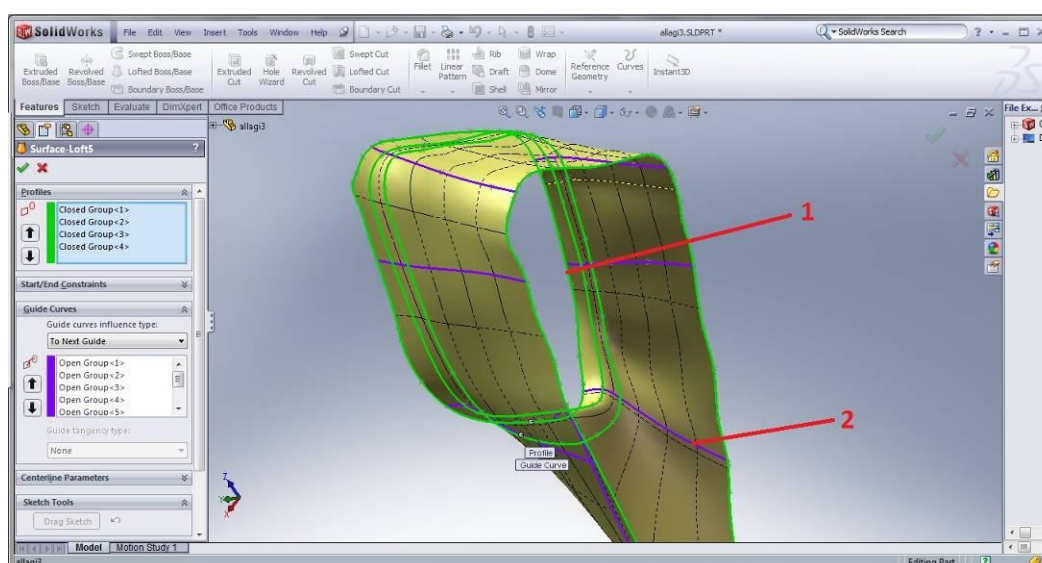 SolidWorks File Edit View Insert Tools Window Help allagi3.SLDPRT * SolidWorks Search ?
Extruded Boss/Base
Revolved Boss/Base
Swept Boss/Base
Lofted Boss/Base
Boundary Boss/Base
Extruded Cut
Hole Wizard
Revolved Cut
Swept Cut
Lofted Cut
Boundary Cut
Fillet
Linear Pattern
Rib
Draft
Shell
Wrap
Dome
Mirror
Reference Geometry
Curves
Instant3D
Features Sketch Evaluate DimXpert Office Products
File Ex...
allagi3
Surface-Loft5 ?
Profiles
Closed Group<1>
Closed Group<2>
Closed Group<3>
Closed Group<4>
Start/End Constraints
Guide Curves
Guide curves influence type:
To Next Guide
Open Group<1>
Open Group<2>
Open Group<3>
Open Group<4>
Open Group<5>
Guide tangency type:
None
Centerline Parameters
Sketch Tools
Drag Sketch
1
2
Profile
Guide Curve
Z
Y
X
Model Motion Study 1
allagi3 Editing Part ?